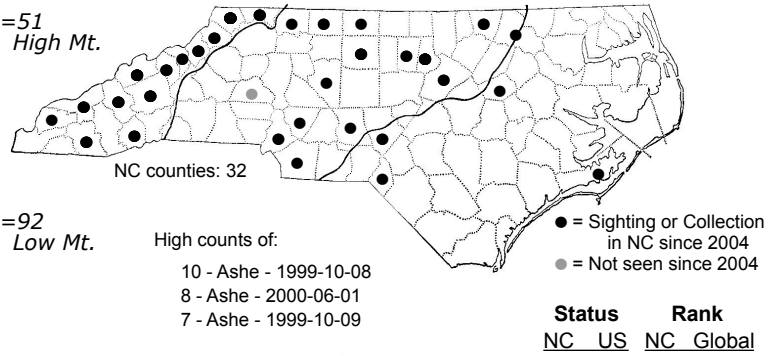 =51
High Mt.
NC counties: 32
=92
Low Mt.
High counts of:
10 - Ashe - 1999-10-08
8 - Ashe - 2000-06-01
7 - Ashe - 1999-10-09
= Sighting or Collection
in NC since 2004
= Not seen since 2004
Status Rank
NC US NC Global